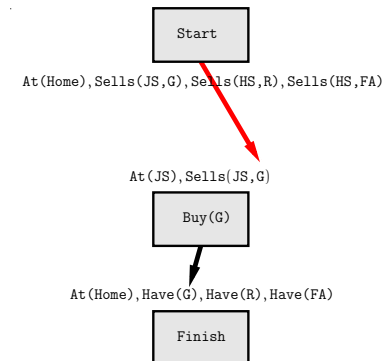 Start
At(Home),Sells(JS,G),Sells(HS,R),Sells(HS,FA)
At(JS),Sells(JS,G)
Buy(G)
At(Home),Have(G),Have(R),Have(FA)
Finish